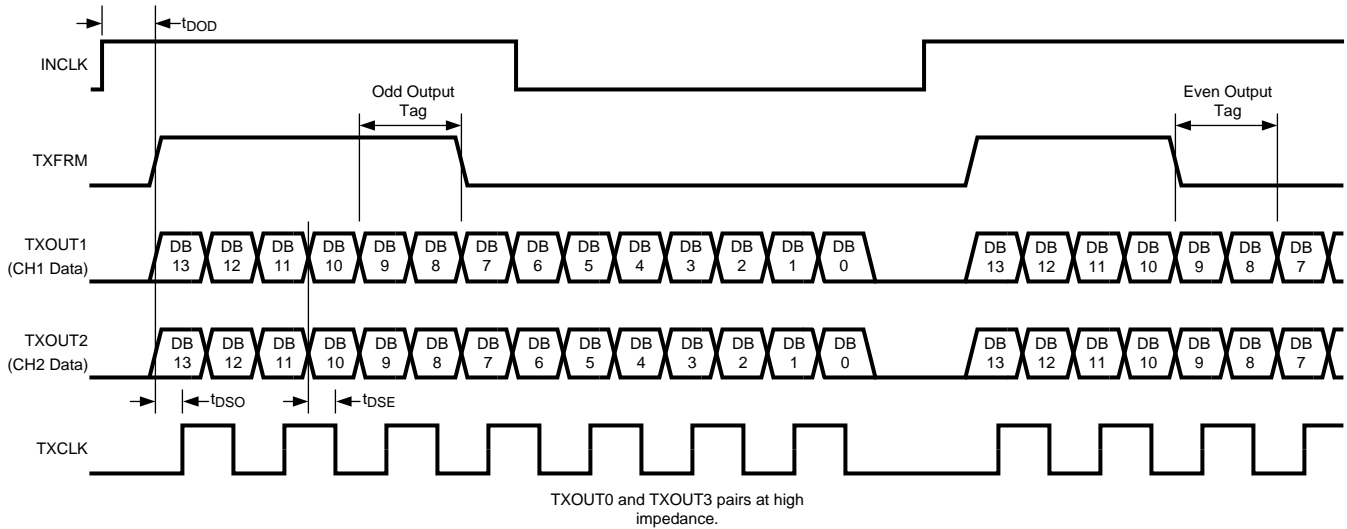 tDOD
INCLK
Odd Output
Tag
Even Output
Tag
TXFRM
TXOUT1
(CH1 Data)
DB 13 DB 12 DB 11 DB 10 DB 9 DB 8 DB 7 DB 6 DB 5 DB 4 DB 3 DB 2 DB 1 DB 0 DB 13 DB 12 DB 11 DB 10 DB 9 DB 8 DB 7
TXOUT2
(CH2 Data)
DB 13 DB 12 DB 11 DB 10 DB 9 DB 8 DB 7 DB 6 DB 5 DB 4 DB 3 DB 2 DB 1 DB 0 DB 13 DB 12 DB 11 DB 10 DB 9 DB 8 DB 7
tDSO
tDSE
TXCLK
TXOUT0 and TXOUT3 pairs at high
impedance.